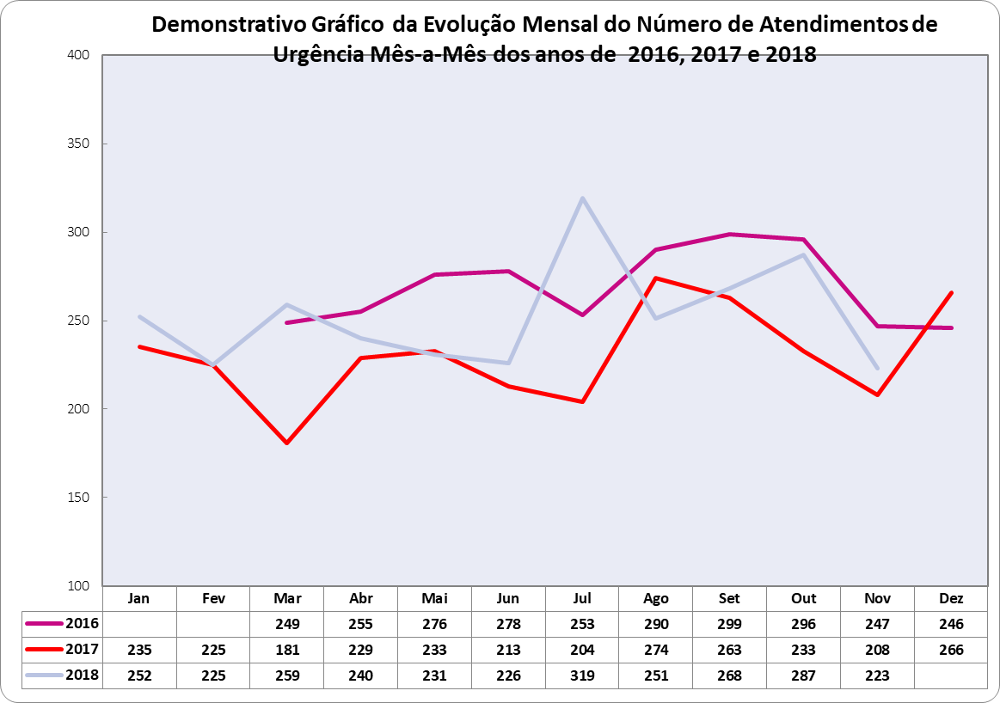 Demonstrativo Gráfico da Evolução Mensal do Número de Atendimentos de
Urgência Mês-a-Mês dos anos de 2016, 2017 e 2018
400
350
300
250
200
150
100
Jan Fev Mar Abr Mai Jun Jul Ago Set Out Nov Dez
2016 249 255 276 278 253 290 299 296 247 246
2017 235 225 181 229 233 213 204 274 263 233 208 266
2018 252 225 259 240 231 226 319 251 268 287 223